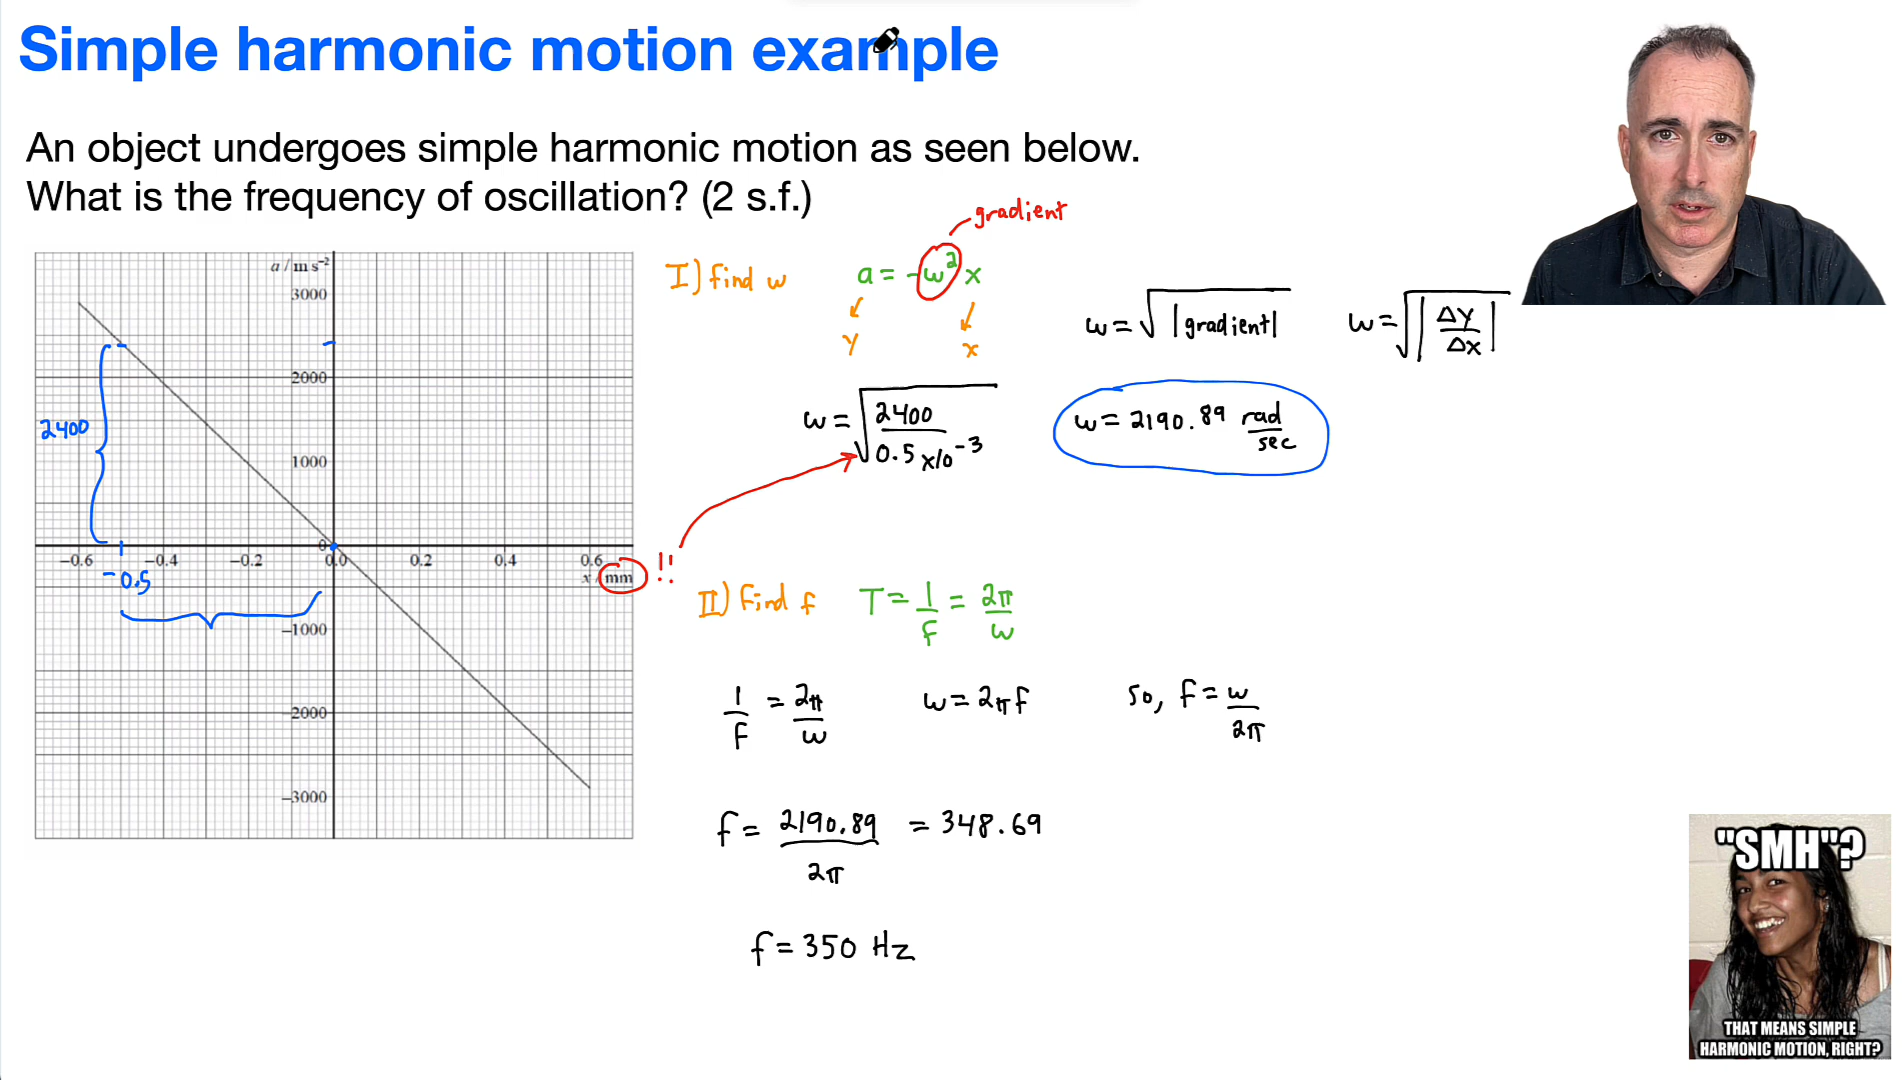 Simple harmonic motion example
An object undergoes simple harmonic motion as seen below.
What is the frequency of oscillation? (2 s.f.)
gradient
I) find ω
a = -ω² x
y
x
ω = √|gradient|
ω = √|Δy/Δx|
ω = √(2400/0.5 x10⁻³)
ω = 2190.89 rad/sec
a / m s⁻²
3000
2000
1000
0
-0.6 -0.4 -0.2 0.0 0.2 0.4 0.6
x / mm
!!
-1000
-2000
-3000
2400
-0.5
II) Find f
T = 1/f = 2π/ω
1/f = 2π/ω
ω = 2πf
so, f = ω/2π
f = 2190.89/2π = 348.69
f = 350 Hz
"SMH"?
THAT MEANS SIMPLE
HARMONIC MOTION, RIGHT?